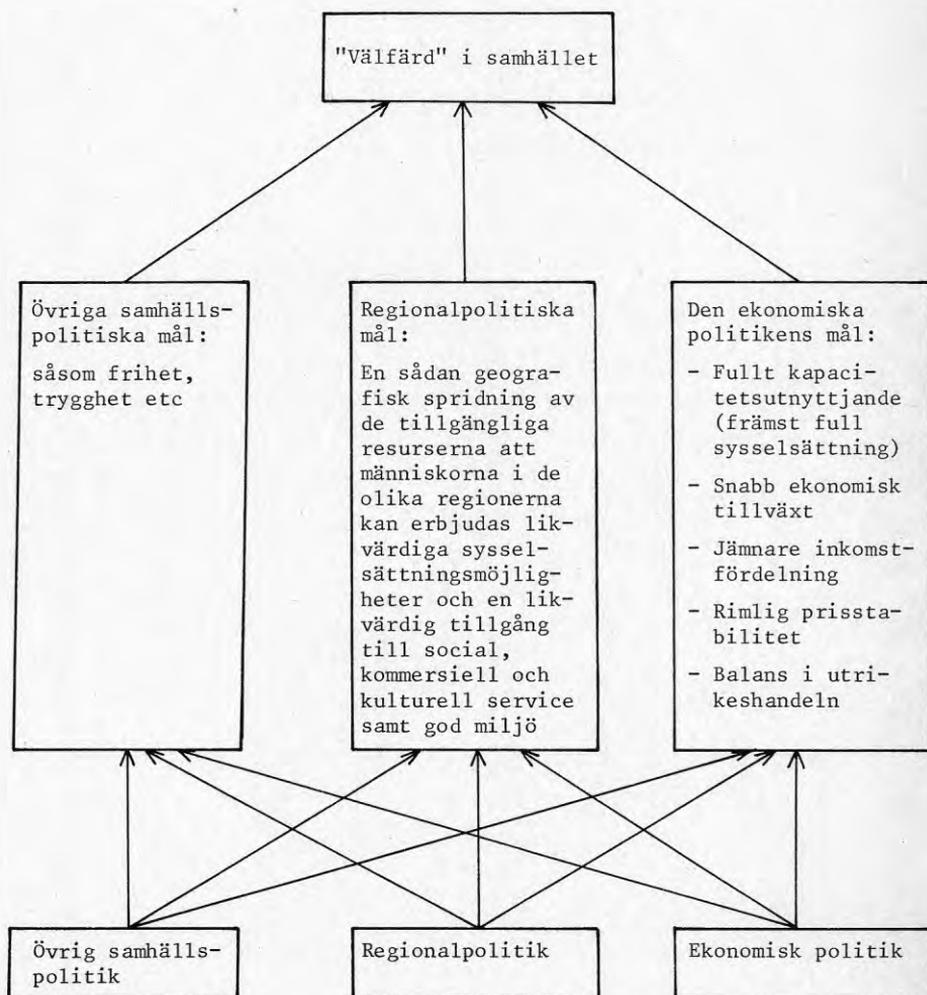 "Välfärd" i samhället
Övriga samhälls-
politiska mål:
såsom frihet,
trygghet etc
Regionalpolitiska
mål:
En sådan geogra-
fisk spridning av
de tillgängliga
resurserna att
människorna i de
olika regionerna
kan erbjudas lik-
värdiga syssel-
sättningsmöjlig-
heter och en lik-
värdig tillgång
till social,
kommersiell och
kulturell service
samt god miljö
Den ekonomiska
politikens mål:
- Fullt kapaci-
tetsutnyttjande
(främst full
sysselsättning)
- Snabb ekonomisk
tillväxt
- Jämnare inkomst-
fördelning
- Rimlig prissta-
bilitet
- Balans i utri-
keshandeln
Övrig samhälls-
politik
Regionalpolitik
Ekonomisk politik